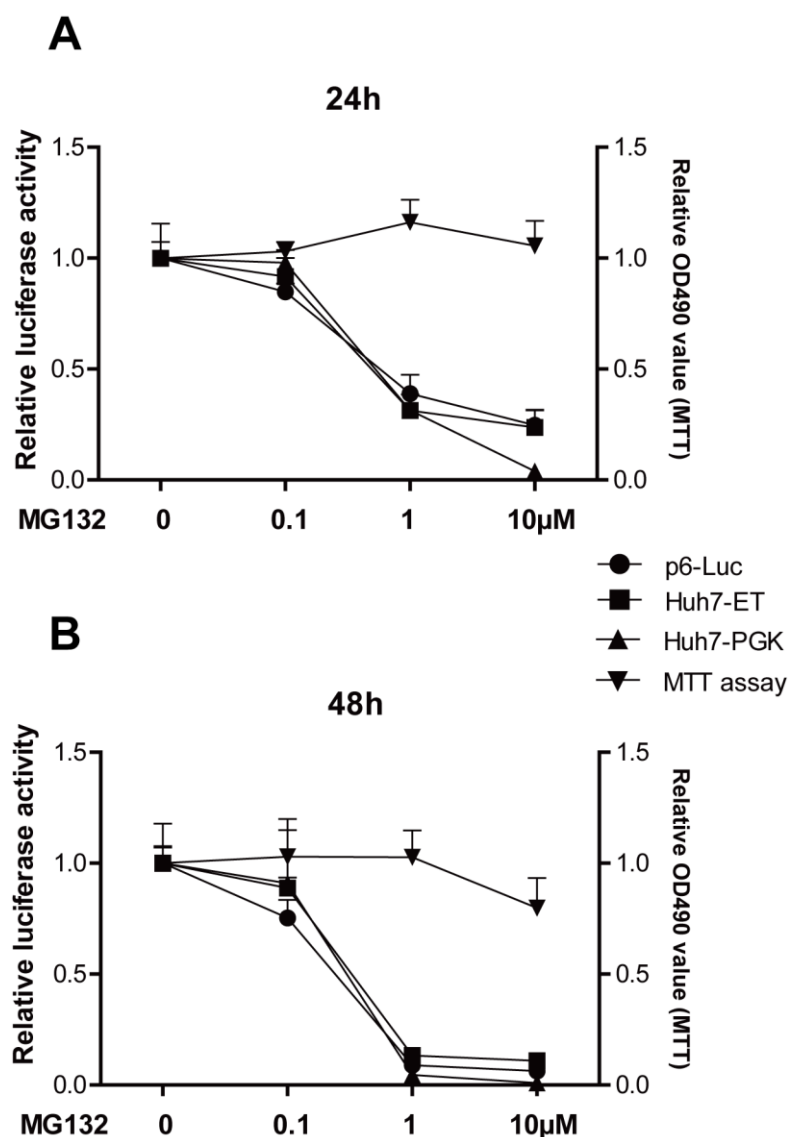 A
24h
Relative luciferase activity
1.5
1.0
0.5
0.0
1.5
1.0
0.5
0.0
Relative OD490 value (MTT)
MG132 0 0.1 1 10µM
p6-Luc
Huh7-ET
Huh7-PGK
MTT assay
B
48h
Relative luciferase activity
1.5
1.0
0.5
0.0
1.5
1.0
0.5
0.0
Relative OD490 value (MTT)
MG132 0 0.1 1 10µM